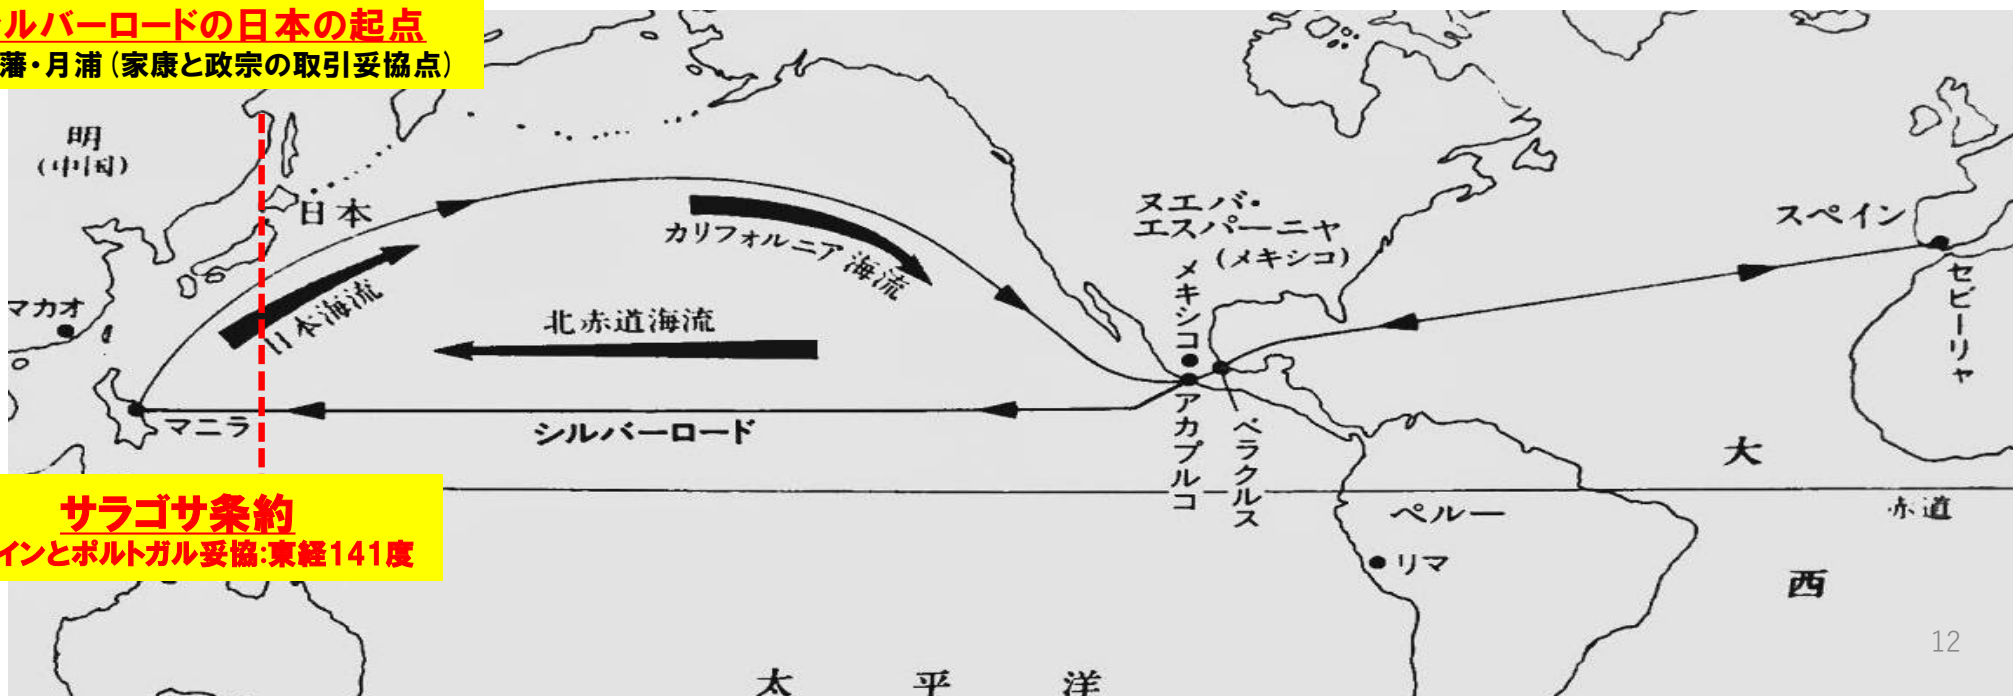 ルバーロードの日本の起点
藩・月浦(家康と政宗の取引妥協点)
明
(中国)
日本
マカオ
日本海流
カリフォルニア海流
北赤道海流
マニラ
シルバーロード
ヌエバ・
エスパーニャ
(メキシコ)
メキシコ
アカプルコ
ベラクルス
スペイン
セビーリャ
大
西
赤道
ペルー
リマ
サラゴサ条約
インとポルトガル妥協:東経141度
太平洋
12